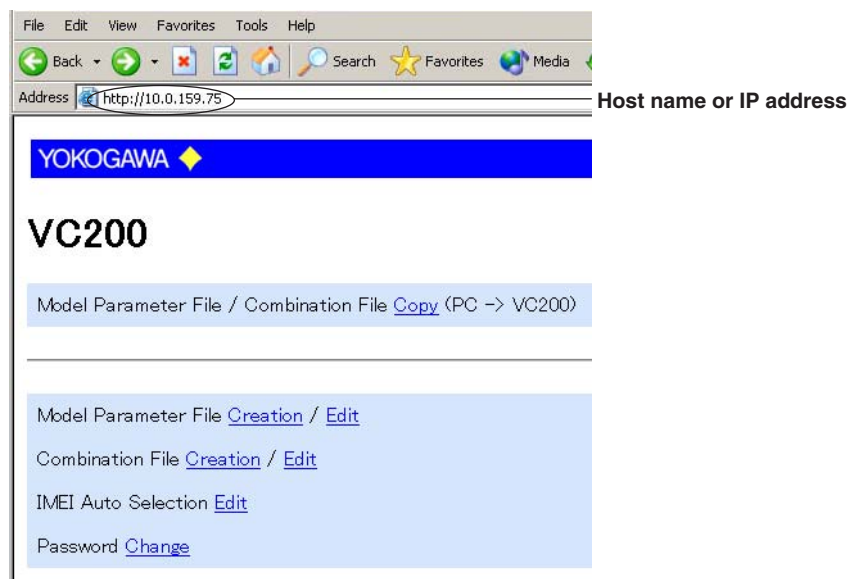 File Edit View Favorites Tools Help
Back Search Favorites Media
Address http://10.0.159.75
Host name or IP address
YOKOGAWA
VC200
Model Parameter File / Combination File Copy (PC -> VC200)
Model Parameter File Creation / Edit
Combination File Creation / Edit
IMEI Auto Selection Edit
Password Change